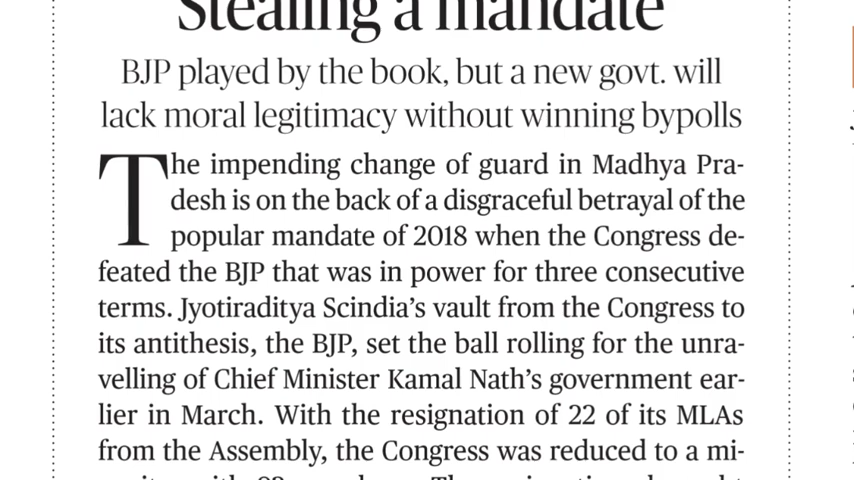 Stealing a mandate
BJP played by the book, but a new govt. will
lack moral legitimacy without winning bypolls
The impending change of guard in Madhya Pra-
desh is on the back of a disgraceful betrayal of the
popular mandate of 2018 when the Congress de-
feated the BJP that was in power for three consecutive
terms. Jyotiraditya Scindia's vault from the Congress to
its antithesis, the BJP, set the ball rolling for the unra-
velling of Chief Minister Kamal Nath's government ear-
lier in March. With the resignation of 22 of its MLAs
from the Assembly, the Congress was reduced to a mi-